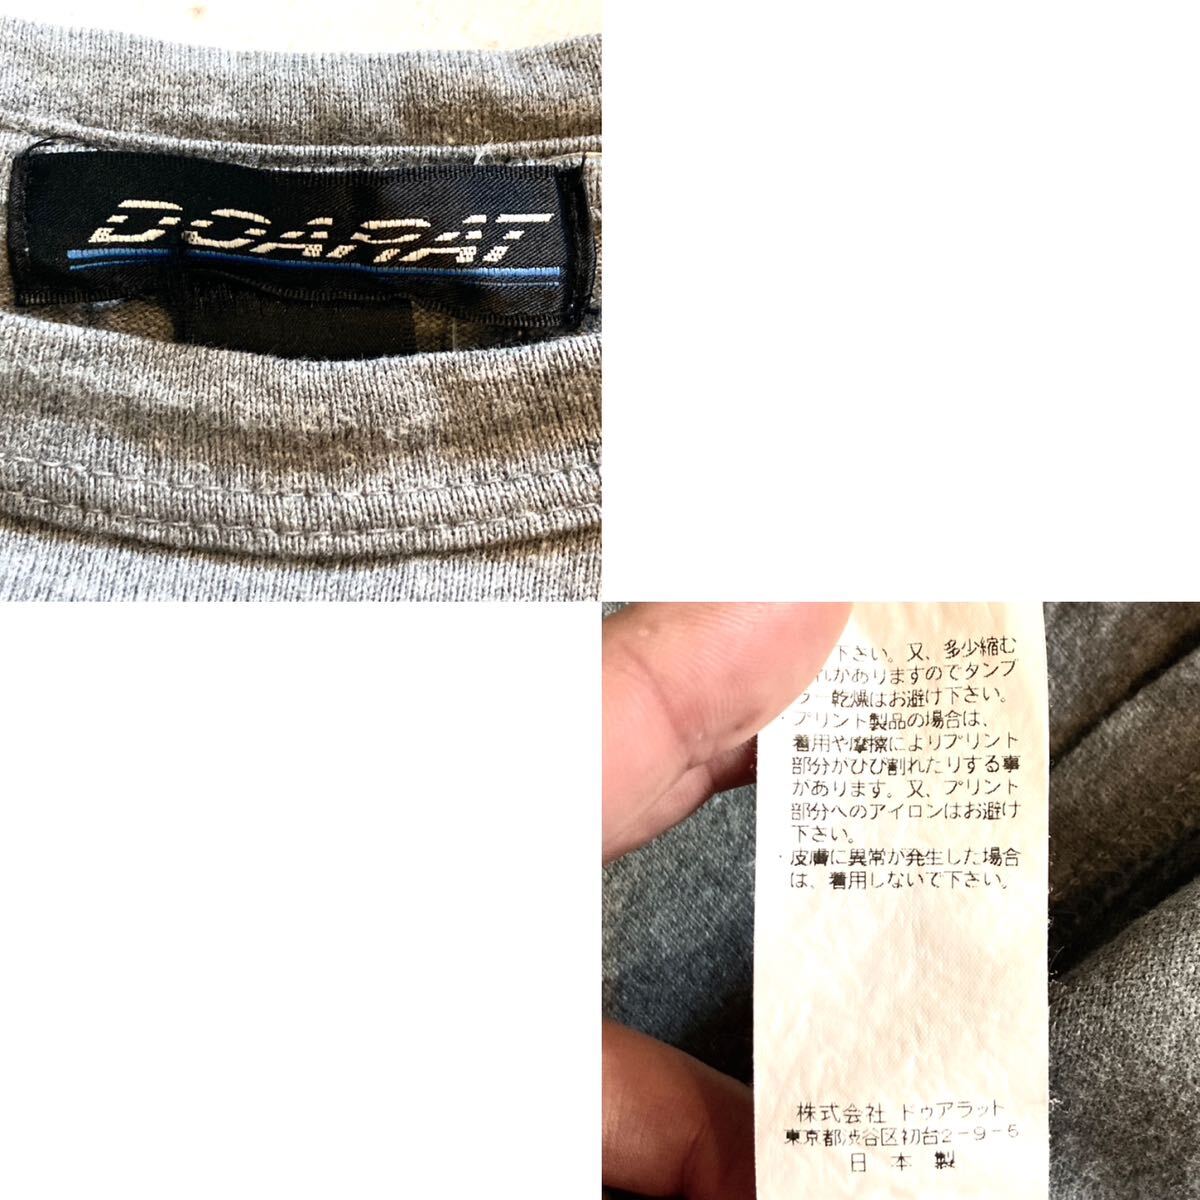 DOARAT
下さい。又、多少縮む
がありますのでタンブ
ラー乾燥はお避け下さい。
・プリント製品の場合は、
着用や摩擦によりプリント
部分がひび割れたりする事
があります。又、プリント
部分へのアイロンはお避け
下さい。
・皮膚に異常が発生した場合
は、着用しないで下さい。
株式会社 ドゥアラット
東京都渋谷区初台2-9-5
日本製